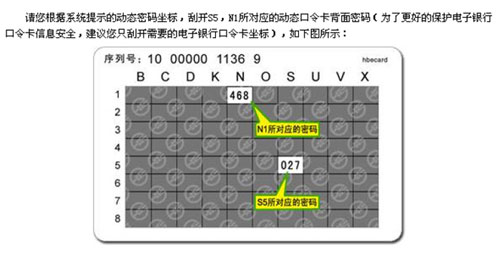 请您根据系统提示的动态密码坐标，刮开S5，N1所对应的动态口令卡背面密码（为了更好的保护电子银行
口令卡信息安全，建议您只刮开需要的电子银行口令卡坐标），如下图所示：
序列号：10 00000 1136 9
hbecard
B C D K N O S U V X
1
468
2
3
N1所对应的密码
4
5
027
6
7
S5所对应的密码
8